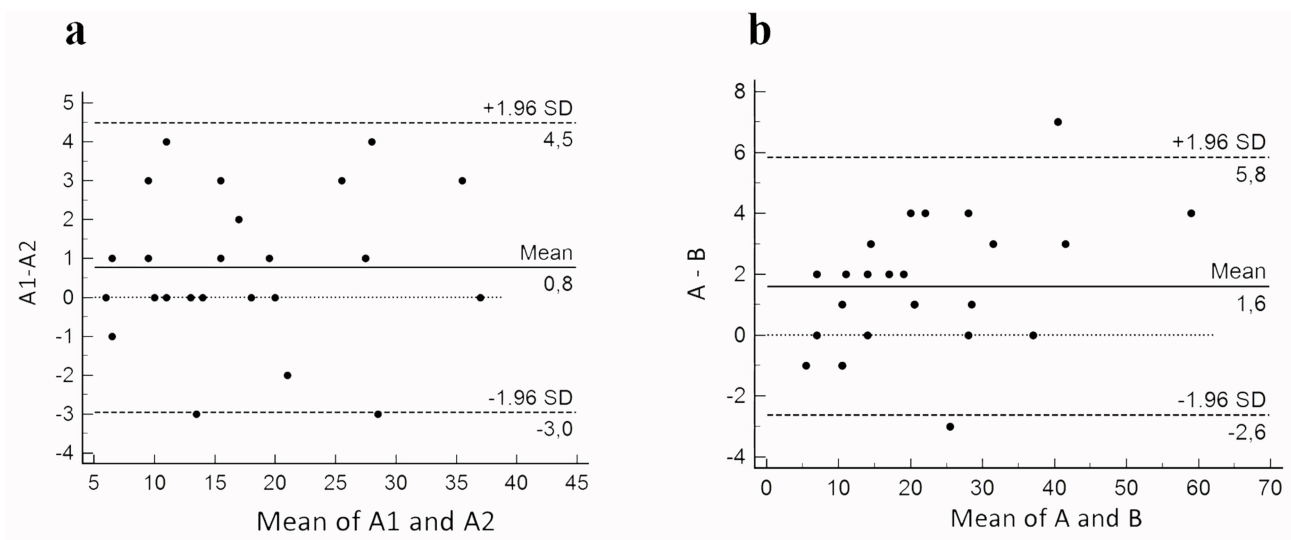 a
5
4
3
2
1
0
-1
-2
-3
-4
A1-A2
+1.96 SD
4,5
Mean
0,8
-1.96 SD
-3,0
5 10 15 20 25 30 35 40 45
Mean of A1 and A2
b
8
6
4
2
0
-2
-4
A - B
+1.96 SD
5,8
Mean
1,6
-1.96 SD
-2,6
0 10 20 30 40 50 60 70
Mean of A and B